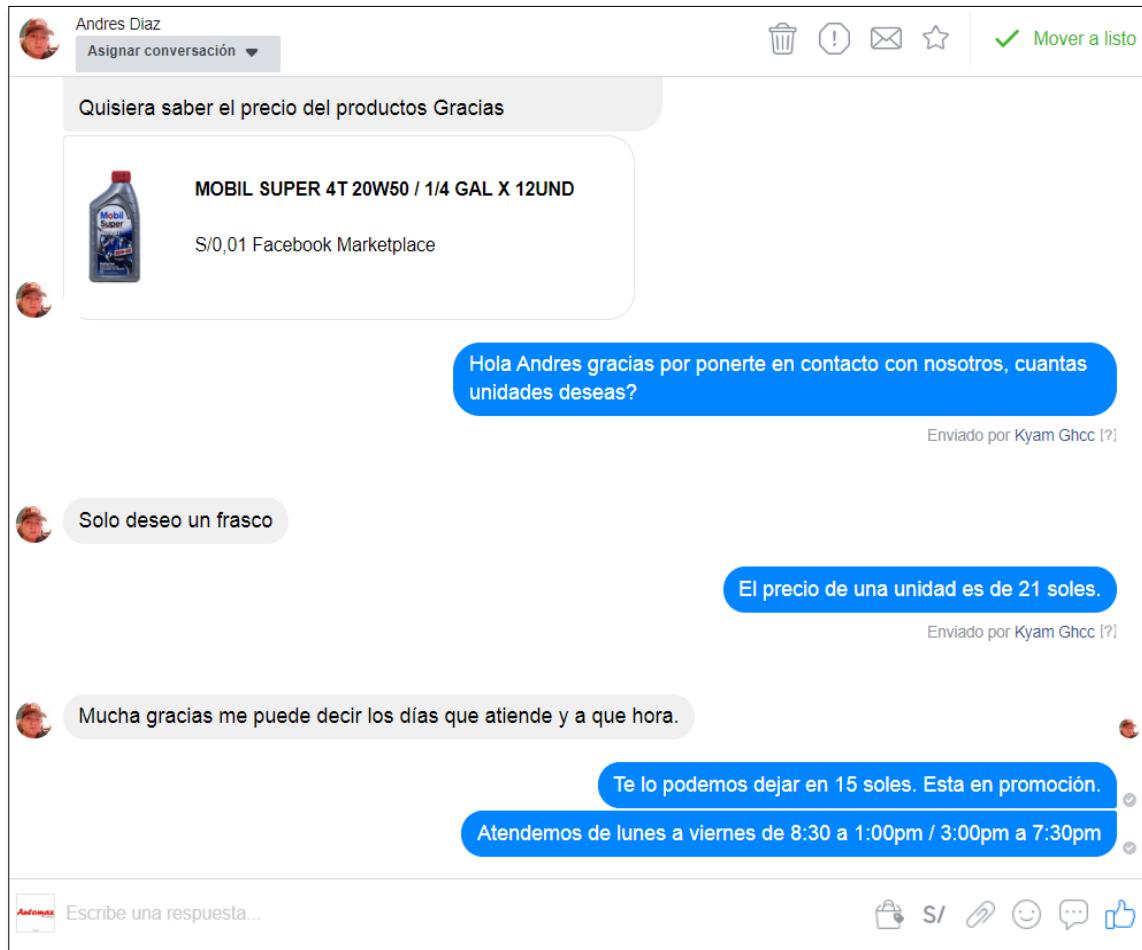 Andres Diaz
Asignar conversación
Mover a listo
Quisiera saber el precio del productos Gracias
MOBIL SUPER 4T 20W50 / 1/4 GAL X 12UND
Mobil
Super
S/0,01 Facebook Marketplace
Hola Andres gracias por ponerte en contacto con nosotros, cuantas
unidades deseas?
Enviado por Kyam Ghcc [?]
Solo deseo un frasco
El precio de una unidad es de 21 soles.
Enviado por Kyam Ghcc [?]
Mucha gracias me puede decir los días que atiende y a que hora.
Te lo podemos dejar en 15 soles. Esta en promoción.
Atendemos de lunes a viernes de 8:30 a 1:00pm / 3:00pm a 7:30pm
Automax
Escribe una respuesta...
S/